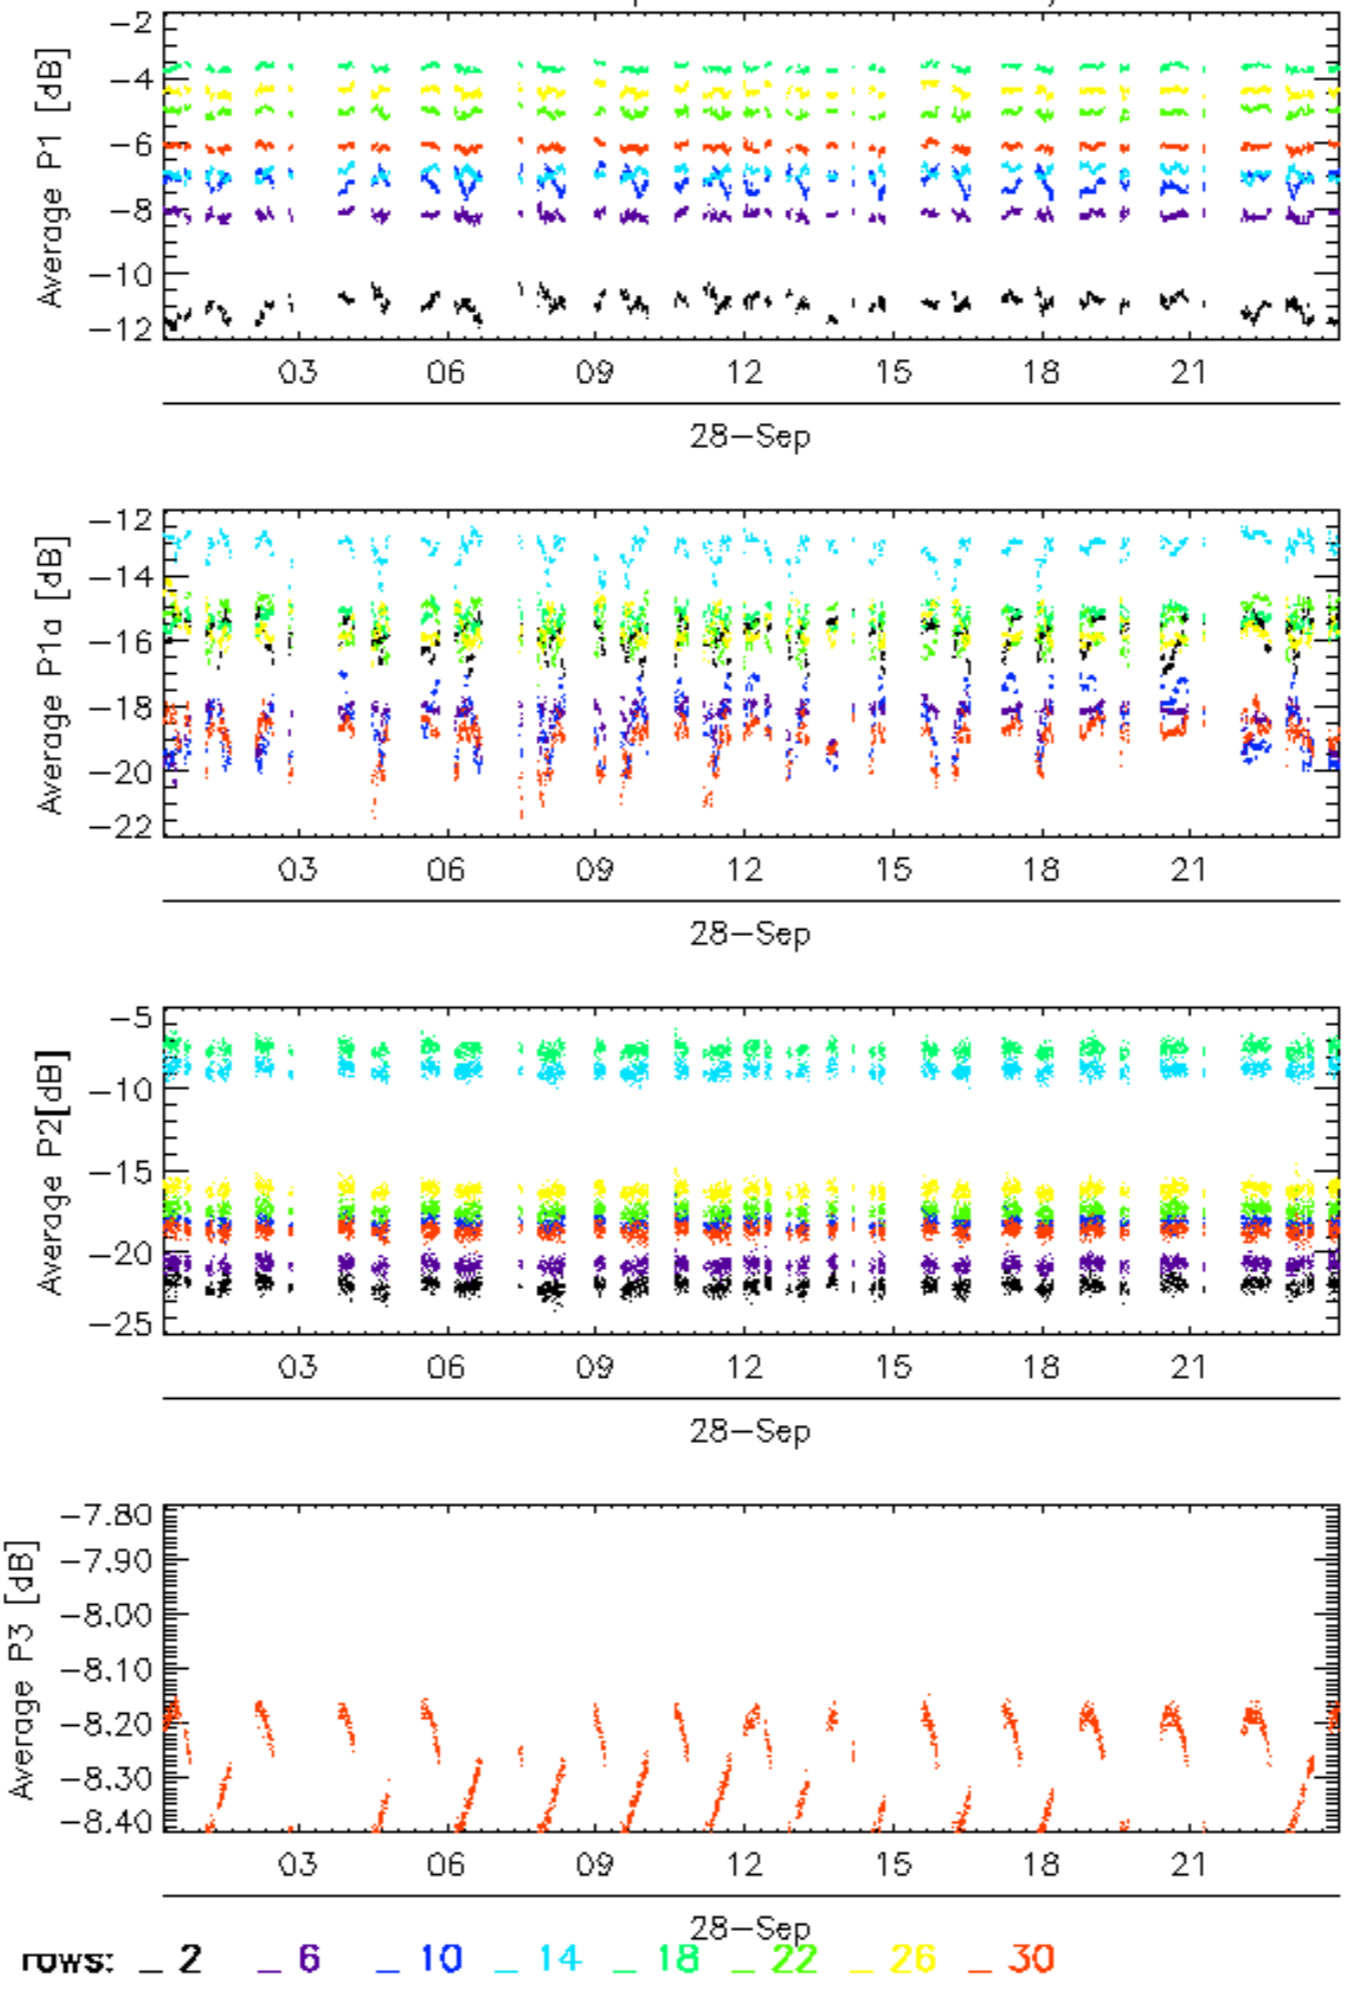 Average P1 [dB]
-2
-4
-6
-8
-10
-12
03 06 09 12 15 18 21
28-Sep
Average P1a [dB]
-12
-14
-16
-18
-20
-22
03 06 09 12 15 18 21
28-Sep
Average P2[dB]
-5
-10
-15
-20
-25
03 06 09 12 15 18 21
28-Sep
Average P3 [dB]
-7.80
-7.90
-8.00
-8.10
-8.20
-8.30
-8.40
03 06 09 12 15 18 21
28-Sep
rows: _ 2 _ 6 _ 10 _ 14 _ 18 _ 22 _ 26 _ 30